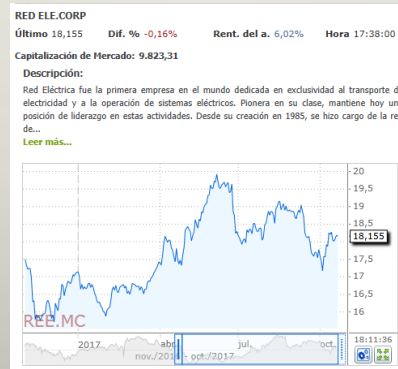 RED ELE.CORP
Último 18,155 Dif. % -0,16% Rent. del a. 6,02% Hora 17:38:00
Capitalización de Mercado: 9.823,31
Descripción:
Red Eléctrica fue la primera empresa en el mundo dedicada en exclusividad al transporte d
electricidad y a la operación de sistemas eléctricos. Pionera en su clase, mantiene hoy un
posición de liderazgo en estas actividades. Desde su creación en 1985, se hizo cargo de la re
de...
Leer más...
20
19,5
19
18,5
18,155
17,5
17
16,5
16
REE.MC
2017 abr. jul. oct.
nov./2016 - oct./2017
18:11:36